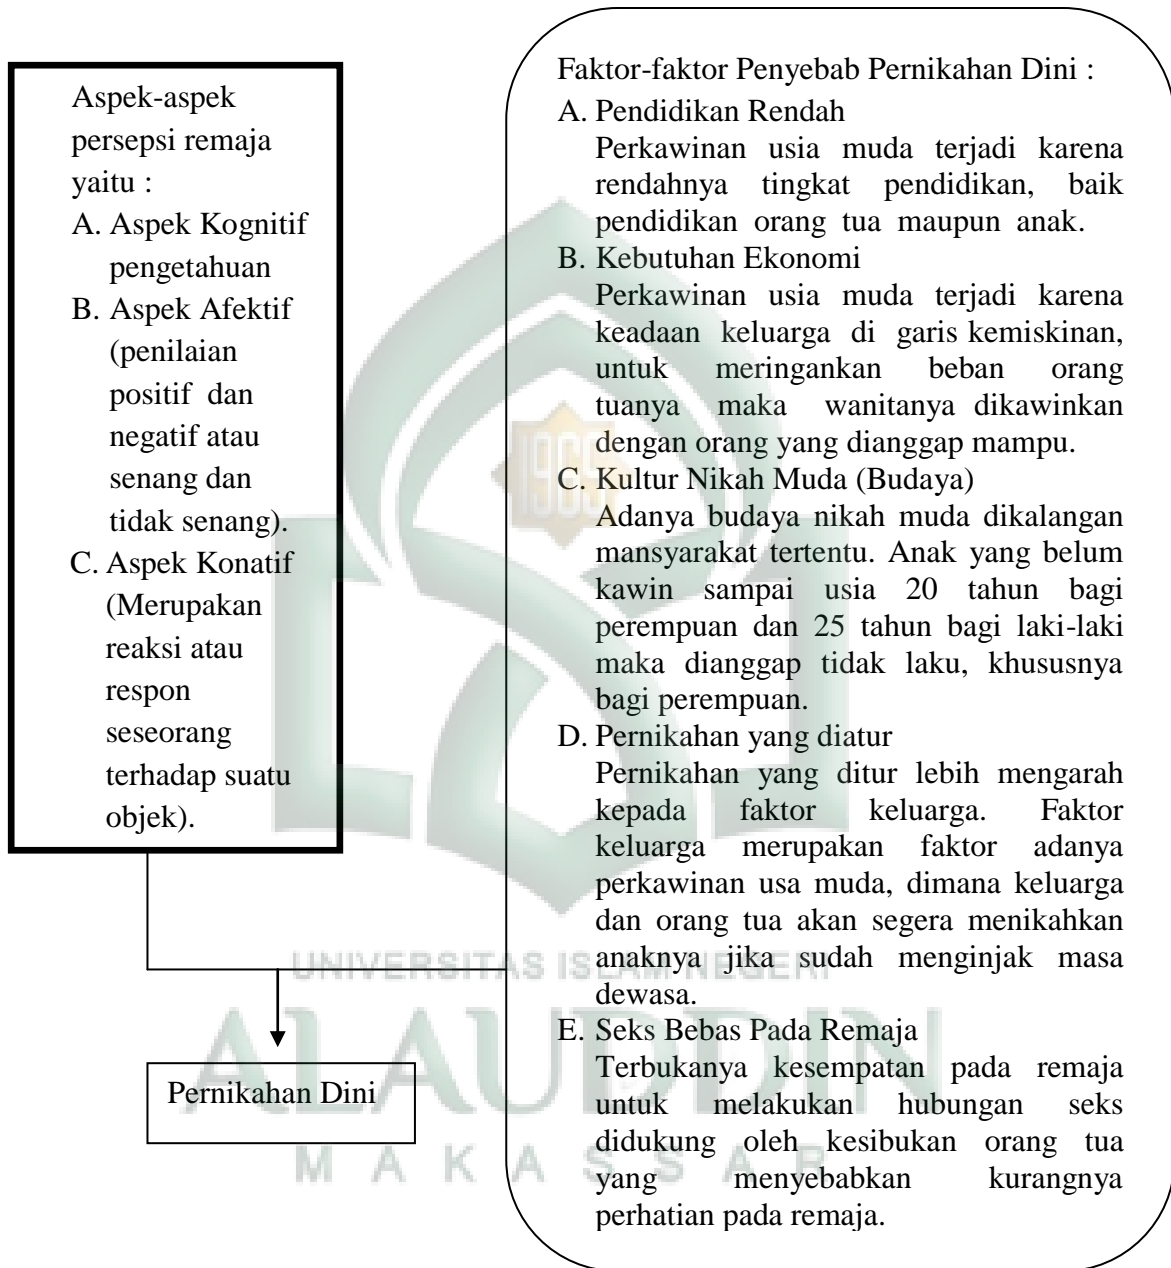 Aspek-aspek
persepsi remaja
yaitu :
A. Aspek Kognitif
pengetahuan
B. Aspek Afektif
(penilaian
positif dan
negatif atau
senang dan
tidak senang).
C. Aspek Konatif
(Merupakan
reaksi atau
respon
seseorang
terhadap suatu
objek).
Faktor-faktor Penyebab Pernikahan Dini :
A. Pendidikan Rendah
Perkawinan usia muda terjadi karena
rendahnya tingkat pendidikan, baik
pendidikan orang tua maupun anak.
B. Kebutuhan Ekonomi
Perkawinan usia muda terjadi karena
keadaan keluarga di garis kemiskinan,
untuk meringankan beban orang
tuanya maka wanitanya dikawinkan
dengan orang yang dianggap mampu.
C. Kultur Nikah Muda (Budaya)
Adanya budaya nikah muda dikalangan
mansyarakat tertentu. Anak yang belum
kawin sampai usia 20 tahun bagi
perempuan dan 25 tahun bagi laki-laki
maka dianggap tidak laku, khususnya
bagi perempuan.
D. Pernikahan yang diatur
Pernikahan yang ditur lebih mengarah
kepada faktor keluarga. Faktor
keluarga merupakan faktor adanya
perkawinan usa muda, dimana keluarga
dan orang tua akan segera menikahkan
anaknya jika sudah menginjak masa
dewasa.
E. Seks Bebas Pada Remaja
Terbukanya kesempatan pada remaja
untuk melakukan hubungan seks
didukung oleh kesibukan orang tua
yang menyebabkan kurangnya
perhatian pada remaja.
Pernikahan Dini
1965
UNIVERSITAS ISLAM NEGERI
ALAUDDIN
MAKASSAR